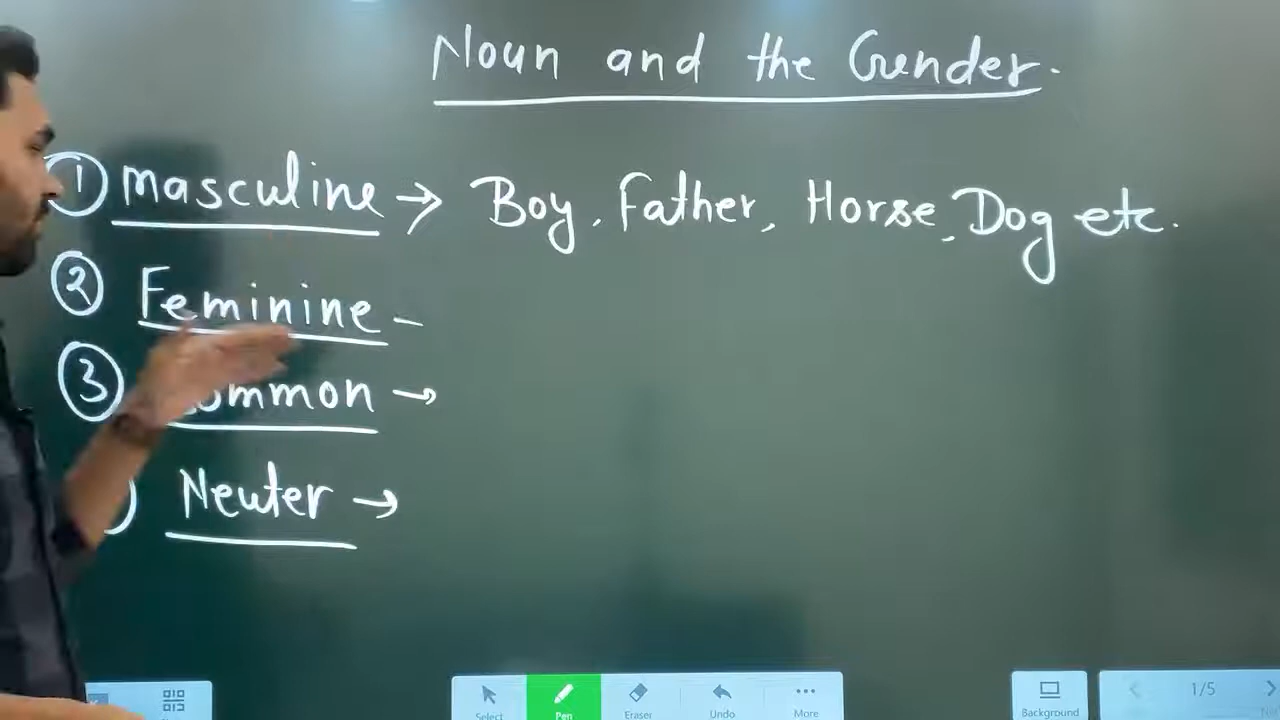 Noun and the Gender.
① Masculine → Boy, Father, Horse, Dog etc.
② Feminine –
③ Common →
Neuter →
Select Pen Eraser Undo More Background 1/5